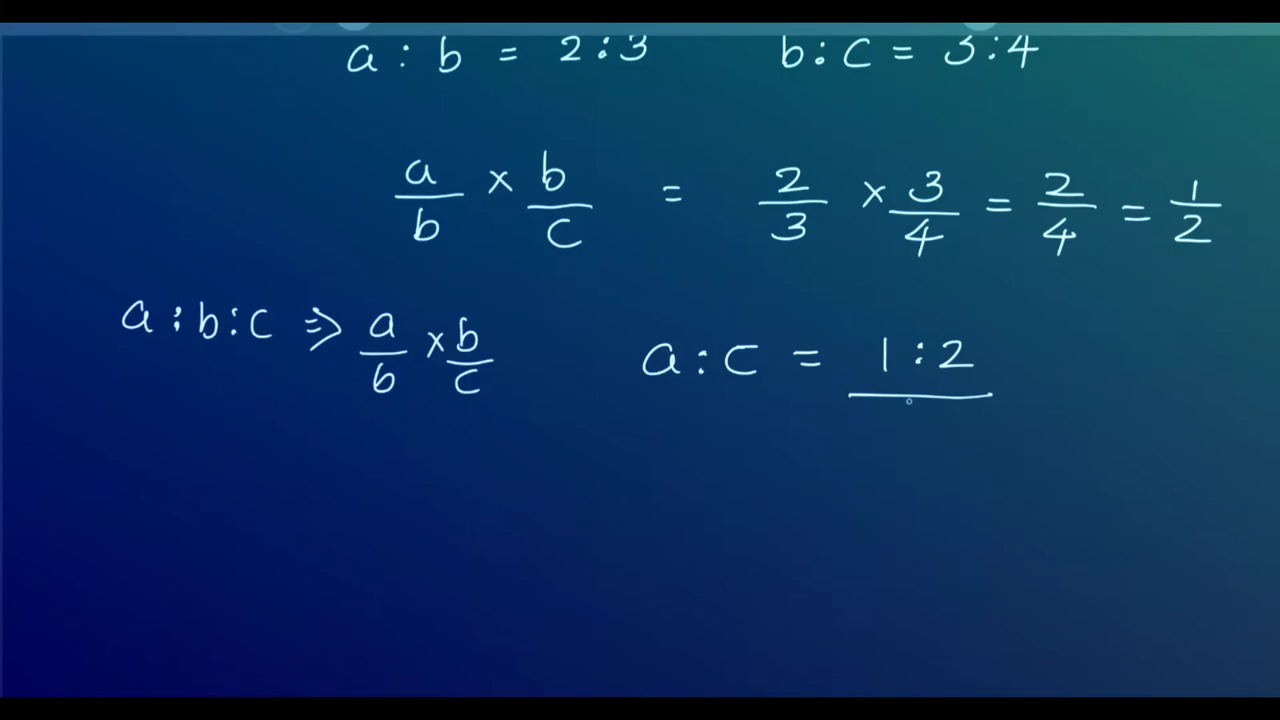 a : b = 2:3 b:c = 3:4
a/b × b/c = 2/3 × 3/4 = 2/4 = 1/2
a:b:c ⇒ a/b × b/c a:c = 1:2